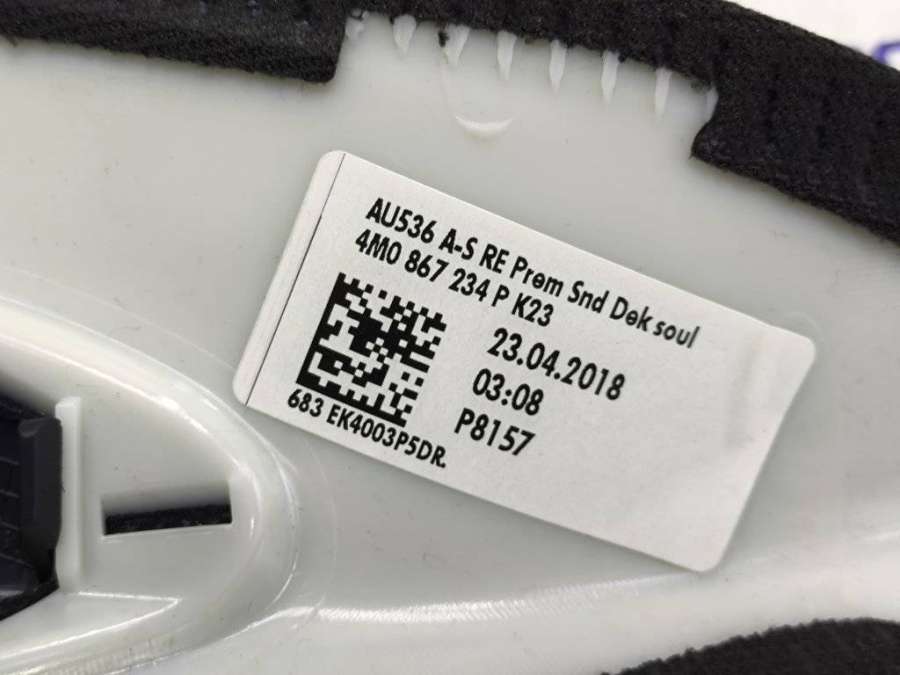 AU536 A-S RE Prem Snd Dek soul
4M0 867 234 P K23
23.04.2018
03:08
P8157
683 EK4003P5DR.